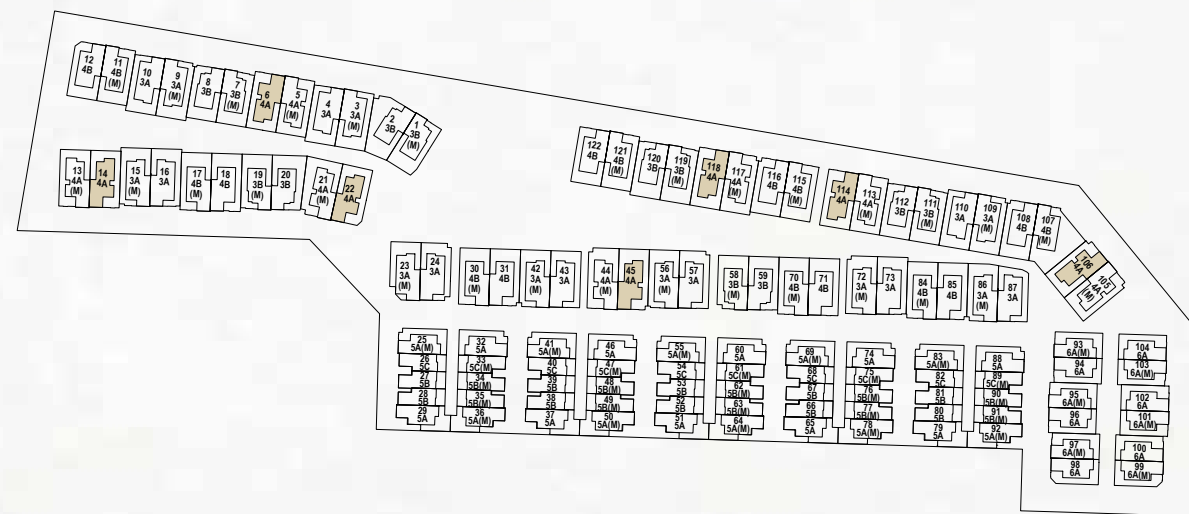 12
4B
11
4B
(M)
10
3A
9
3A
(M)
8
3B
7
3B
(M)
6
4A
5
4A
(M)
4
3A
3
3A
(M)
2
3B
1
3B
(M)
13
4A
(M)
14
4A
15
3A
(M)
16
3A
17
4B
(M)
18
4B
19
3B
(M)
20
3B
21
4A
(M)
22
4A
122
4B
121
4B
(M)
120
3B
119
3B
(M)
118
4A
117
4A
(M)
116
4B
115
4B
(M)
114
4A
113
4A
(M)
112
3B
111
3B
(M)
110
3A
109
3A
(M)
108
4B
107
4B
(M)
106
4A
105
4A
(M)
23
3A
(M)
24
3A
30
4B
(M)
31
4B
42
3A
(M)
43
3A
44
4A
(M)
45
4A
56
3A
(M)
57
3A
58
3B
(M)
59
3B
70
4B
(M)
71
4B
72
3A
(M)
73
3A
84
4B
(M)
85
4B
86
3A
(M)
87
3A
25
5A(M)
26
5C
27
5B
28
5B
29
5A
32
5A
33
5C(M)
34
5B(M)
35
5B(M)
36
5A(M)
41
5A(M)
40
5C
39
5B
38
5B
37
5A
46
5A
47
5C(M)
48
5B(M)
49
5B(M)
50
5A(M)
55
5A(M)
54
5C
53
5B
52
5B
51
5A
60
5A
61
5C(M)
62
5B(M)
63
5B(M)
64
5A(M)
69
5A(M)
68
5C
67
5B
66
5B
65
5A
74
5A
75
5C(M)
76
5B(M)
77
5B(M)
78
5A(M)
83
5A(M)
82
5C
81
5B
80
5B
79
5A
88
5A
89
5C(M)
90
5B(M)
91
5B(M)
92
5A(M)
93
6A(M)
94
6A
95
6A(M)
96
6A
97
6A(M)
98
6A
104
6A
103
6A(M)
102
6A
101
6A(M)
100
6A
99
6A(M)